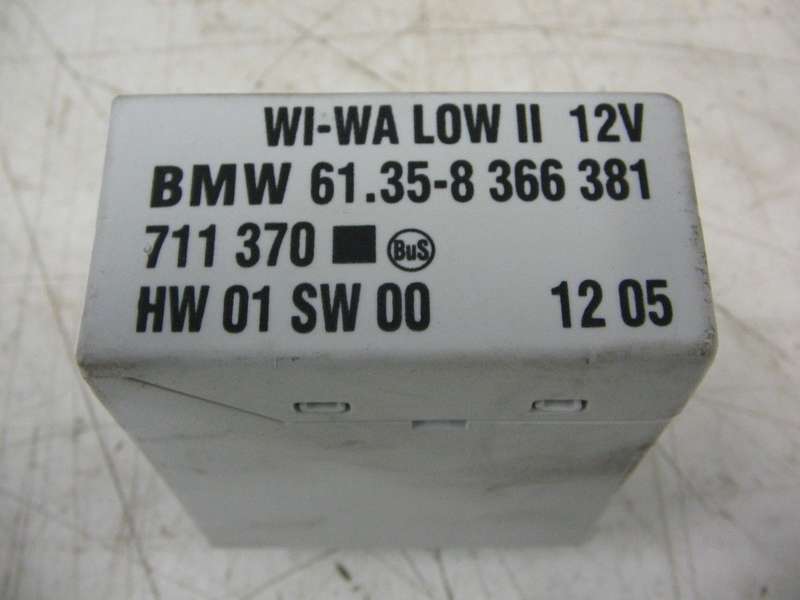 WI-WA LOW II 12V
BMW 61.35-8 366 381
711 370 ■ BuS
HW 01 SW 00 12 05